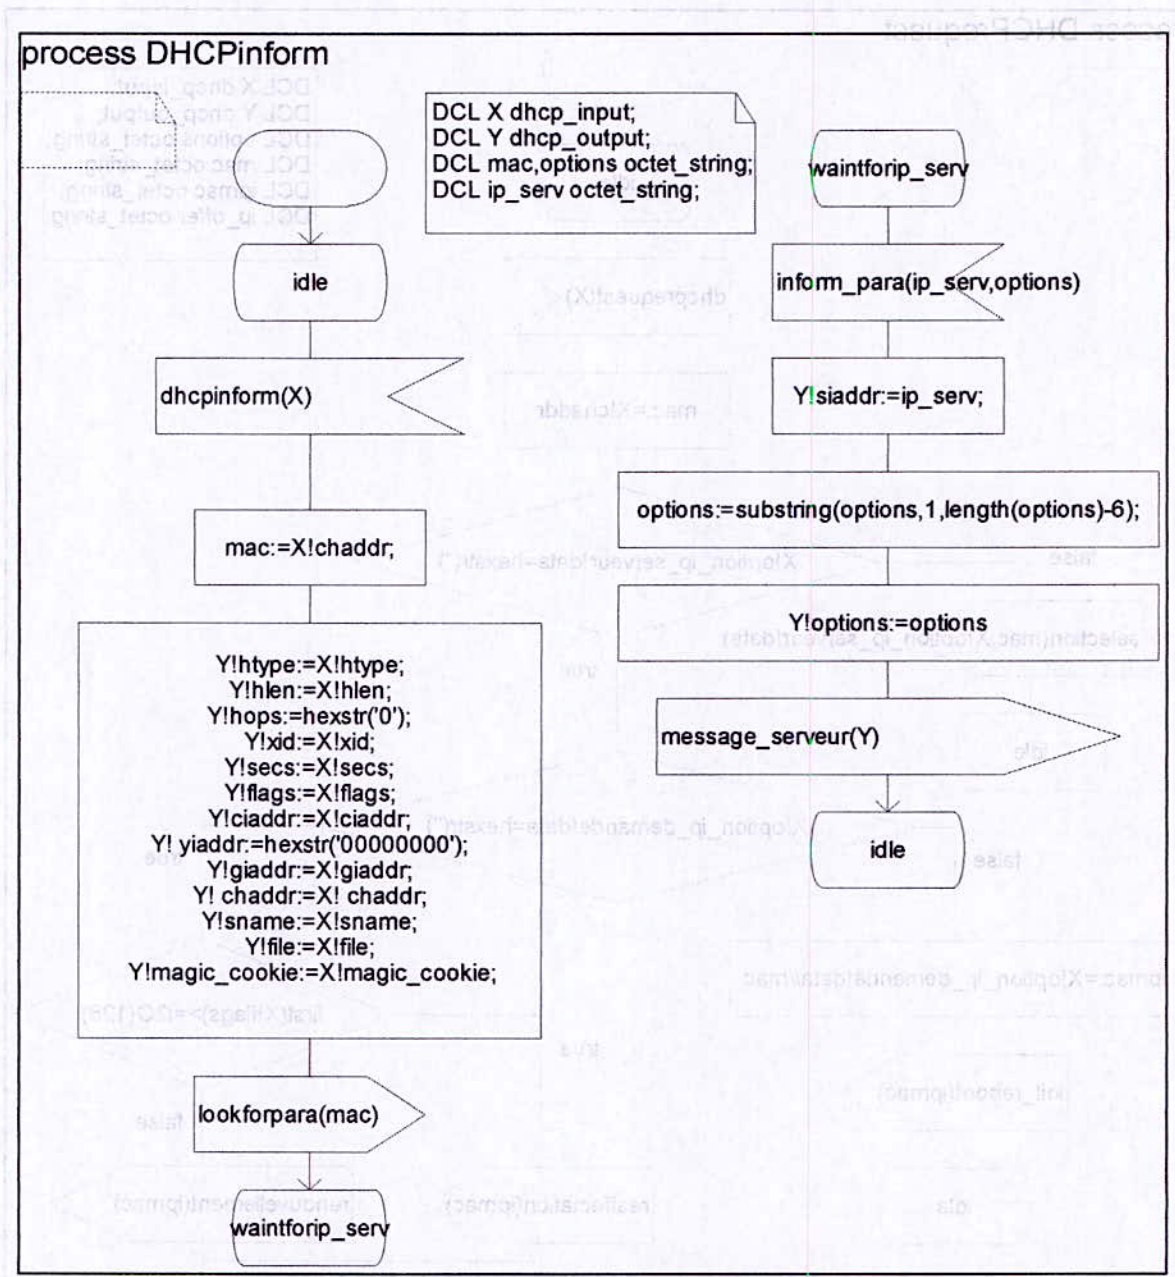 process DHCPinform
DCL X dhcp_input;
DCL Y dhcp_output;
DCL mac,options octet_string;
DCL ip_serv octet_string;
idle
dhcpinform(X)
mac:=X!chaddr;
Y!htype:=X!htype;
Y!hlen:=X!hlen;
Y!hops:=hexstr('0');
Y!xid:=X!xid;
Y!secs:=X!secs;
Y!flags:=X!flags;
Y!ciaddr:=X!ciaddr;
Y! yiaddr:=hexstr('00000000');
Y!giaddr:=X!giaddr;
Y! chaddr:=X! chaddr;
Y!sname:=X!sname;
Y!file:=X!file;
Y!magic_cookie:=X!magic_cookie;
lookforpara(mac)
waintforip_serv
waintforip_serv
inform_para(ip_serv,options)
Y!siaddr:=ip_serv;
options:=substring(options,1,length(options)-6);
Y!options:=options
message_serveur(Y)
idle